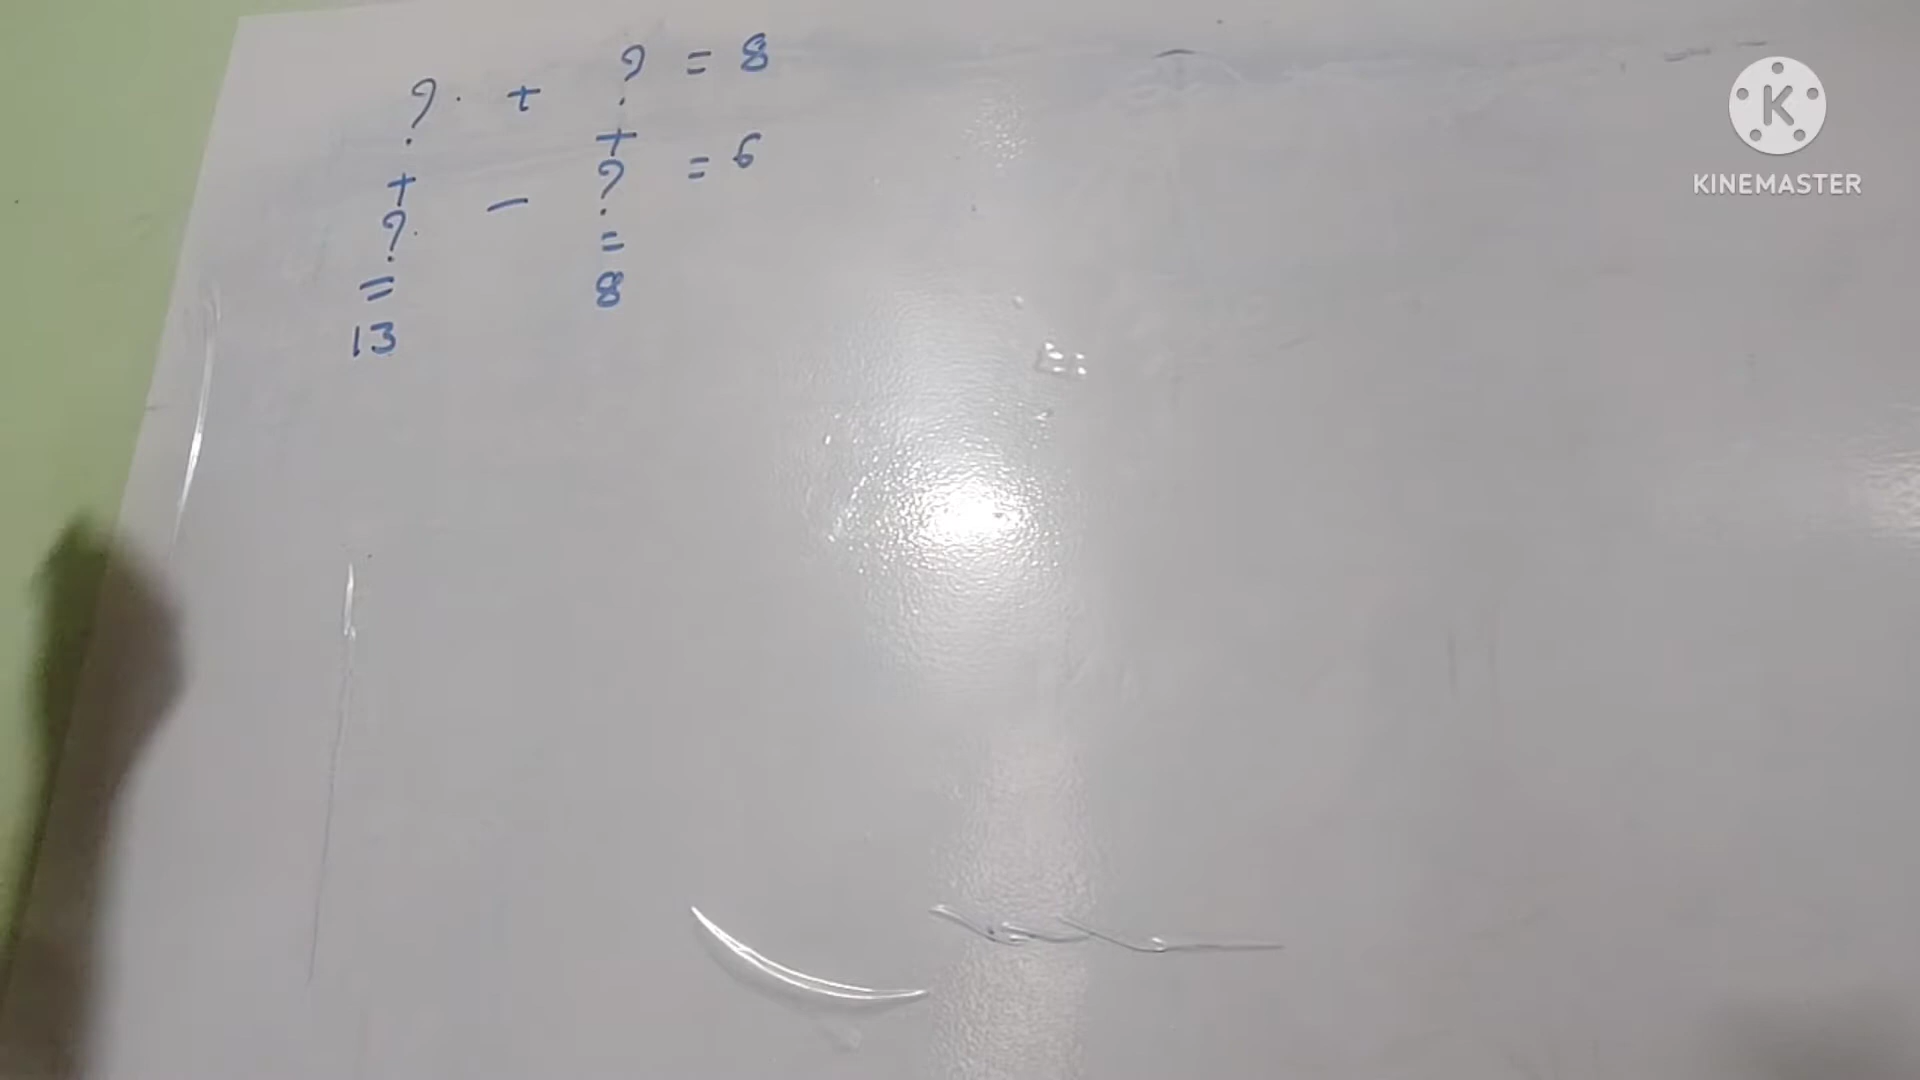 ? + ? = 8
+ +
? - ? = 6
= =
13 8
KINEMASTER